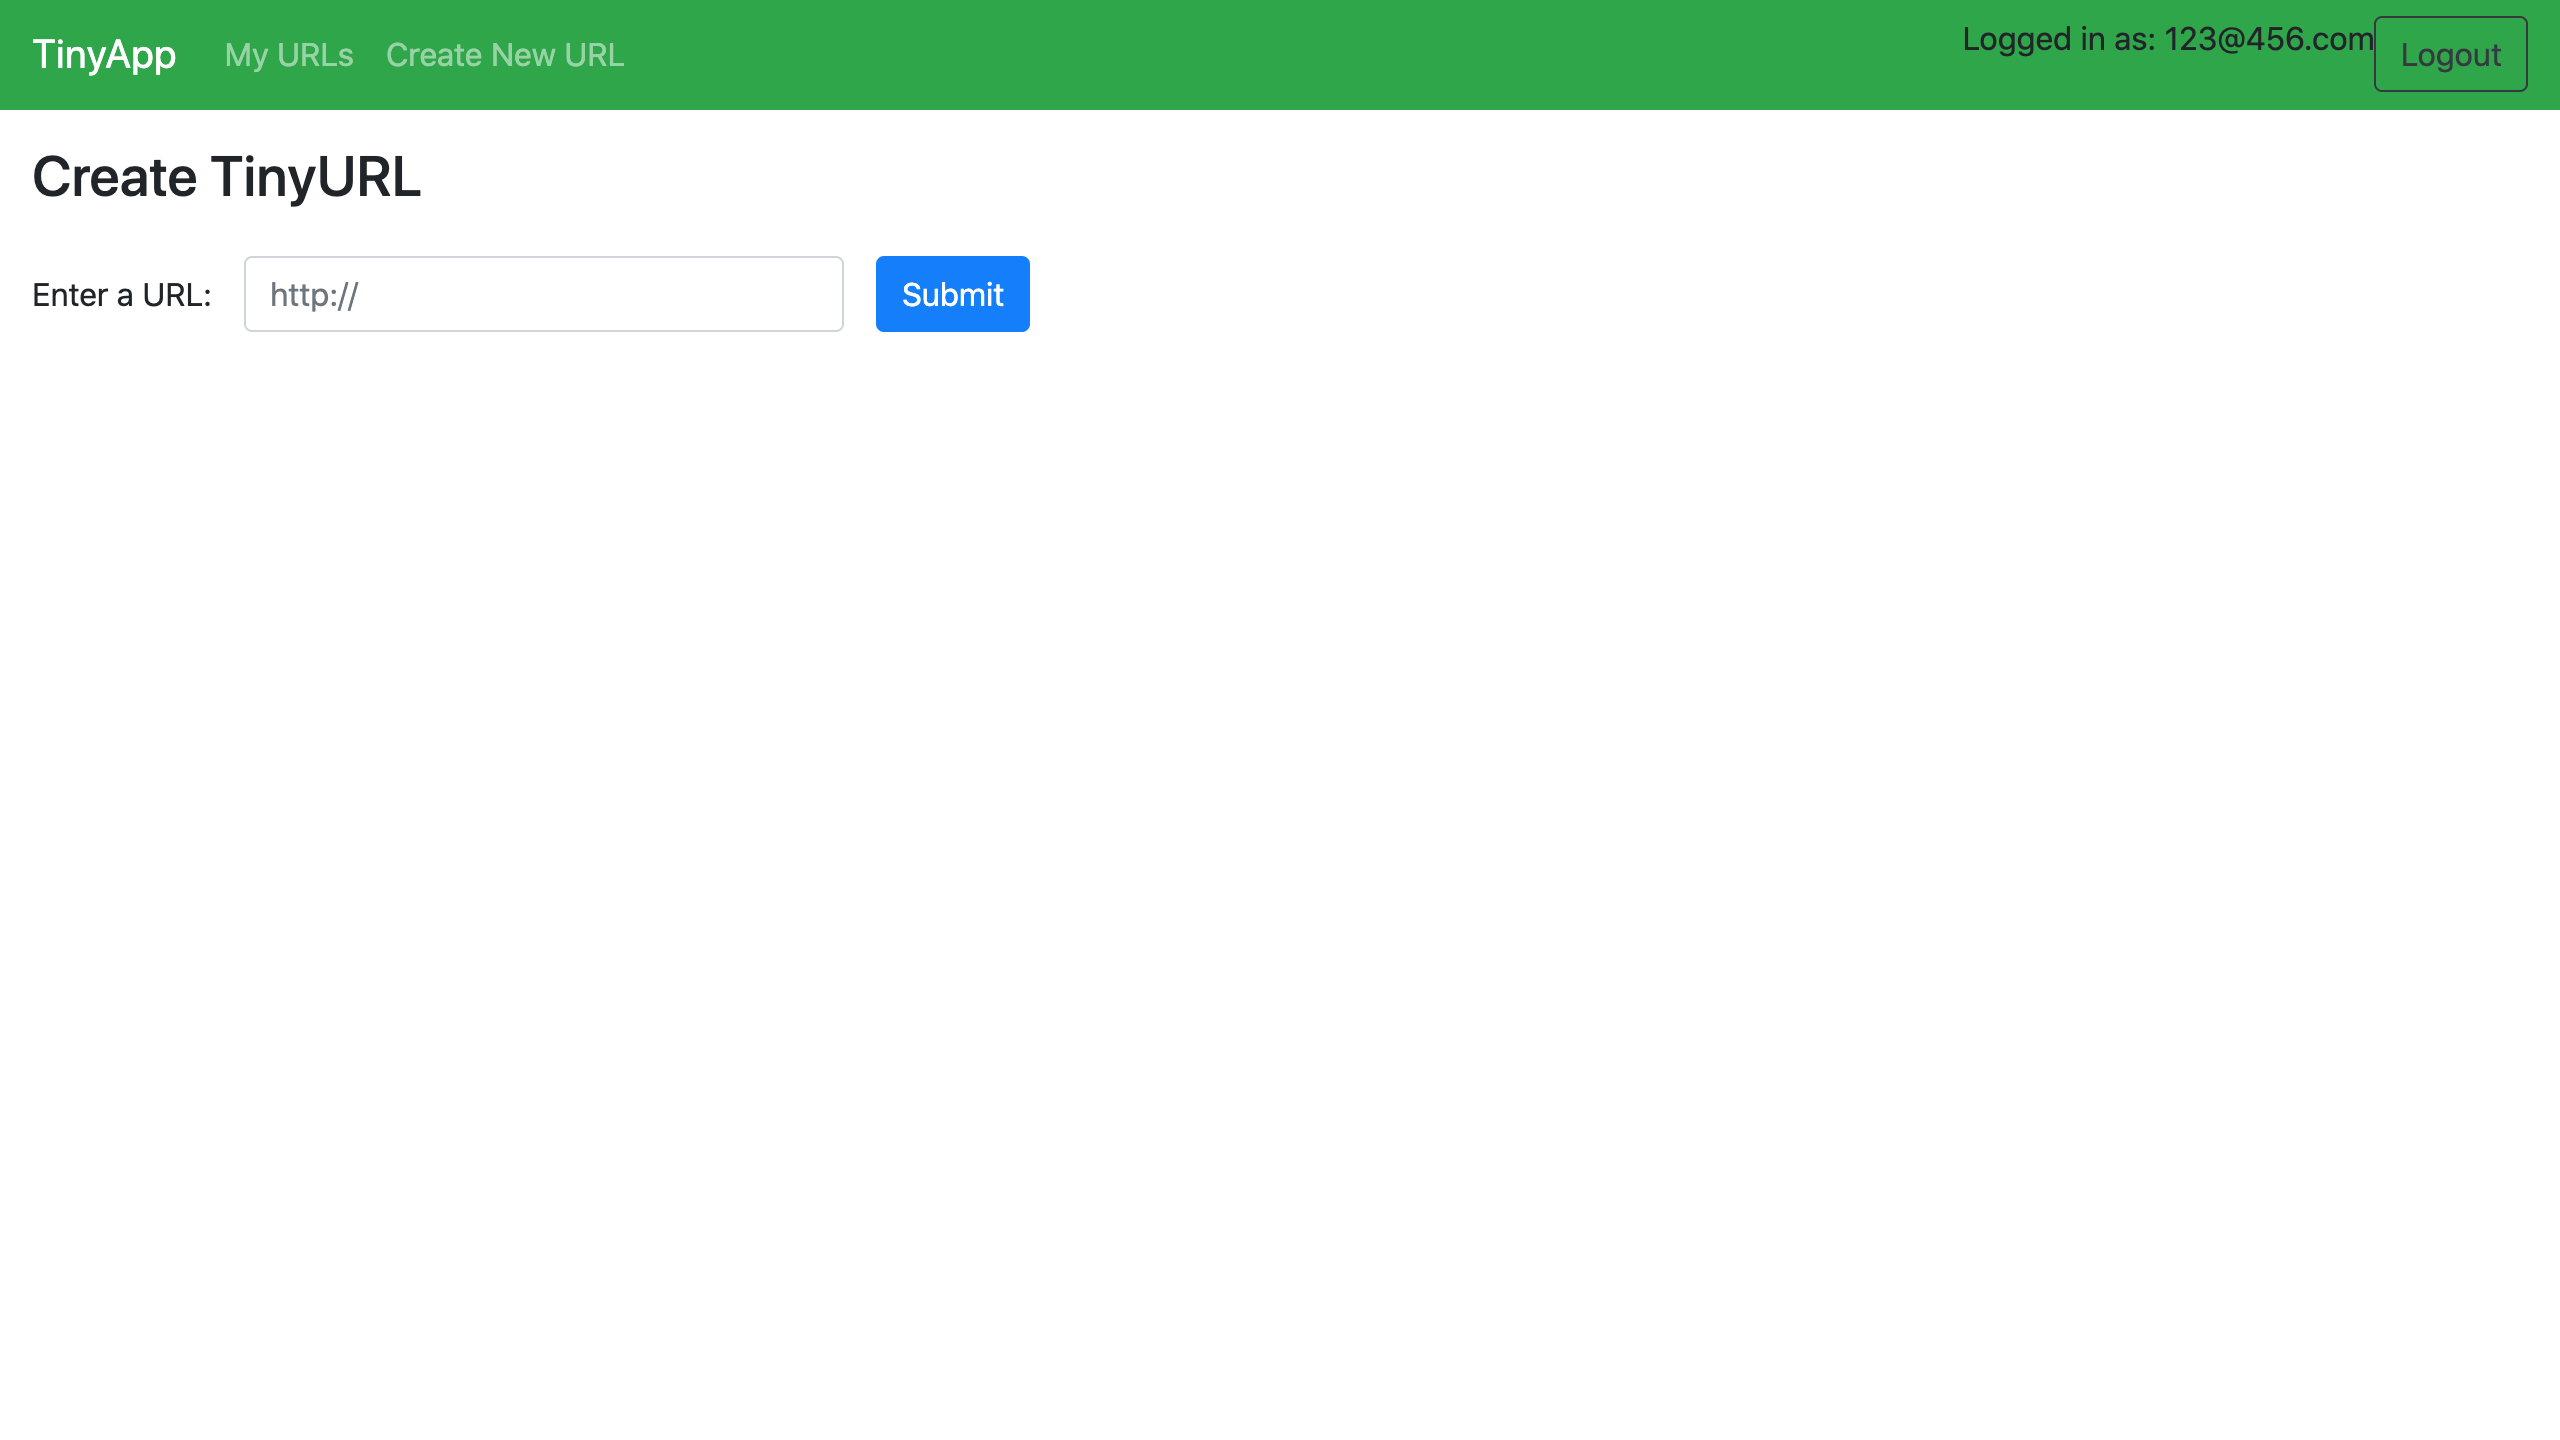 TinyApp My URLs Create New URL Logged in as: 123@456.com Logout
Create TinyURL
Enter a URL: http:// Submit